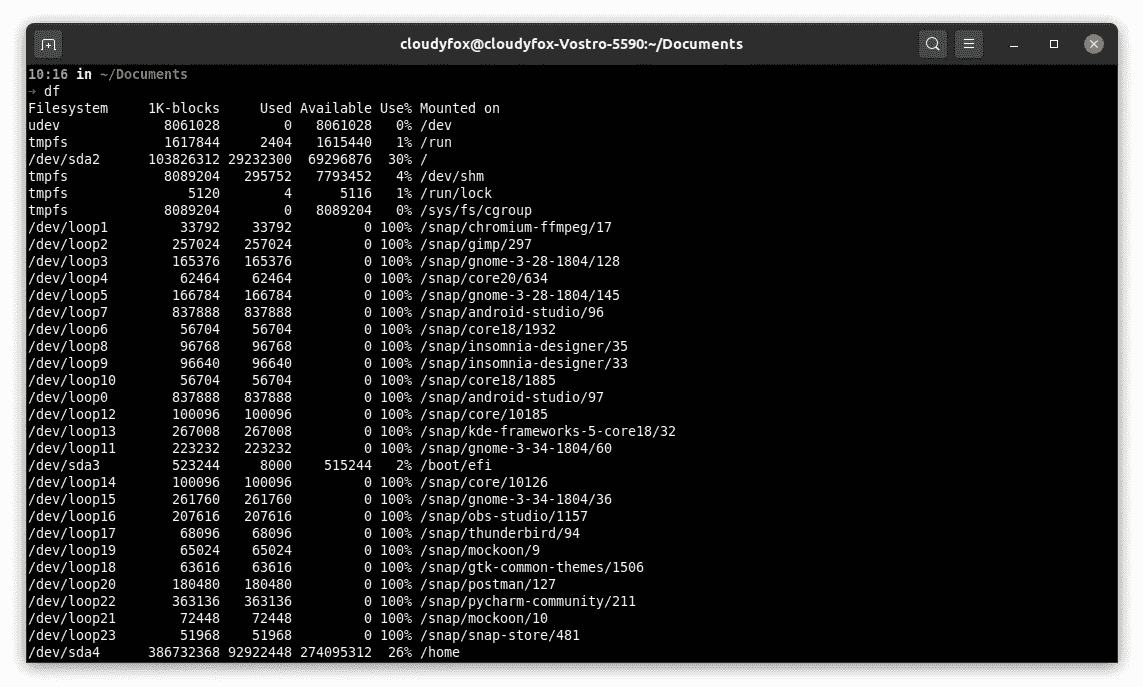 cloudyfox@cloudyfox-Vostro-5590:~/Documents
10:16 in ~/Documents
→ df
Filesystem     1K-blocks     Used Available Use% Mounted on
udev             8061028        0   8061028   0% /dev
tmpfs            1617844     2404   1615440   1% /run
/dev/sda2      103826312 29232300  69296876  30% /
tmpfs            8089204   295752   7793452   4% /dev/shm
tmpfs               5120        4      5116   1% /run/lock
tmpfs            8089204        0   8089204   0% /sys/fs/cgroup
/dev/loop1         33792    33792         0 100% /snap/chromium-ffmpeg/17
/dev/loop2        257024   257024         0 100% /snap/gimp/297
/dev/loop3        165376   165376         0 100% /snap/gnome-3-28-1804/128
/dev/loop4         62464    62464         0 100% /snap/core20/634
/dev/loop5        166784   166784         0 100% /snap/gnome-3-28-1804/145
/dev/loop7        837888   837888         0 100% /snap/android-studio/96
/dev/loop6         56704    56704         0 100% /snap/core18/1932
/dev/loop8         96768    96768         0 100% /snap/insomnia-designer/35
/dev/loop9         96640    96640         0 100% /snap/insomnia-designer/33
/dev/loop10        56704    56704         0 100% /snap/core18/1885
/dev/loop0        837888   837888         0 100% /snap/android-studio/97
/dev/loop12       100096   100096         0 100% /snap/core/10185
/dev/loop13       267008   267008         0 100% /snap/kde-frameworks-5-core18/32
/dev/loop11       223232   223232         0 100% /snap/gnome-3-34-1804/60
/dev/sda3         523244     8000    515244   2% /boot/efi
/dev/loop14       100096   100096         0 100% /snap/core/10126
/dev/loop15       261760   261760         0 100% /snap/gnome-3-34-1804/36
/dev/loop16       207616   207616         0 100% /snap/obs-studio/1157
/dev/loop17        68096    68096         0 100% /snap/thunderbird/94
/dev/loop19        65024    65024         0 100% /snap/mockoon/9
/dev/loop18        63616    63616         0 100% /snap/gtk-common-themes/1506
/dev/loop20       180480   180480         0 100% /snap/postman/127
/dev/loop22       363136   363136         0 100% /snap/pycharm-community/211
/dev/loop21        72448    72448         0 100% /snap/mockoon/10
/dev/loop23        51968    51968         0 100% /snap/snap-store/481
/dev/sda4      386732368 92922448 274095312  26% /home